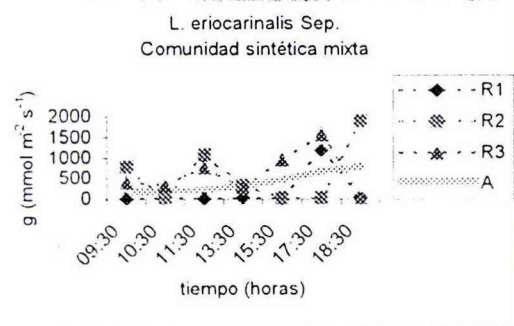 L. eriocarinalis Sep.
Comunidad sintética mixta
g (mmol m⁻² s⁻¹)
2000
1500
1000
500
0
09:30
10:30
11:30
13:30
15:30
17:30
18:30
tiempo (horas)
R1
R2
R3
A